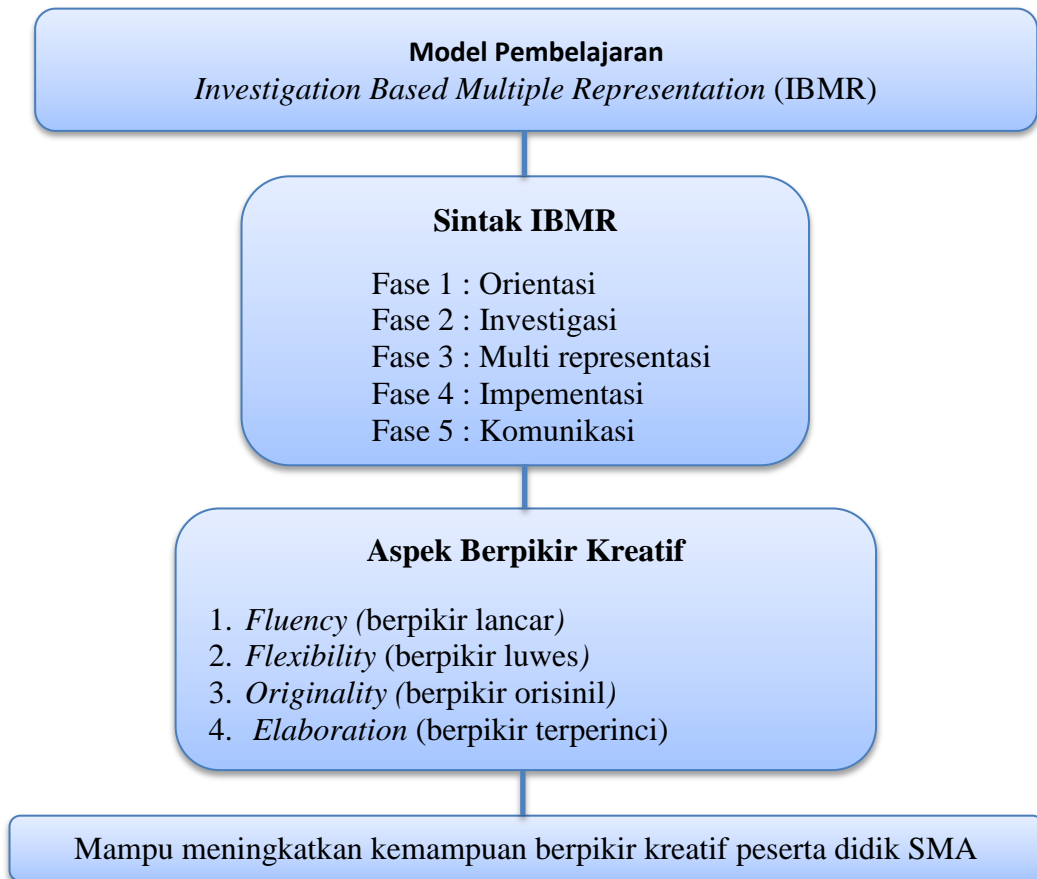 Model Pembelajaran
Investigation Based Multiple Representation (IBMR)
Sintak IBMR
Fase 1 : Orientasi
Fase 2 : Investigasi
Fase 3 : Multi representasi
Fase 4 : Impementasi
Fase 5 : Komunikasi
Aspek Berpikir Kreatif
1. Fluency (berpikir lancar)
2. Flexibility (berpikir luwes)
3. Originality (berpikir orisinil)
4. Elaboration (berpikir terperinci)
Mampu meningkatkan kemampuan berpikir kreatif peserta didik SMA